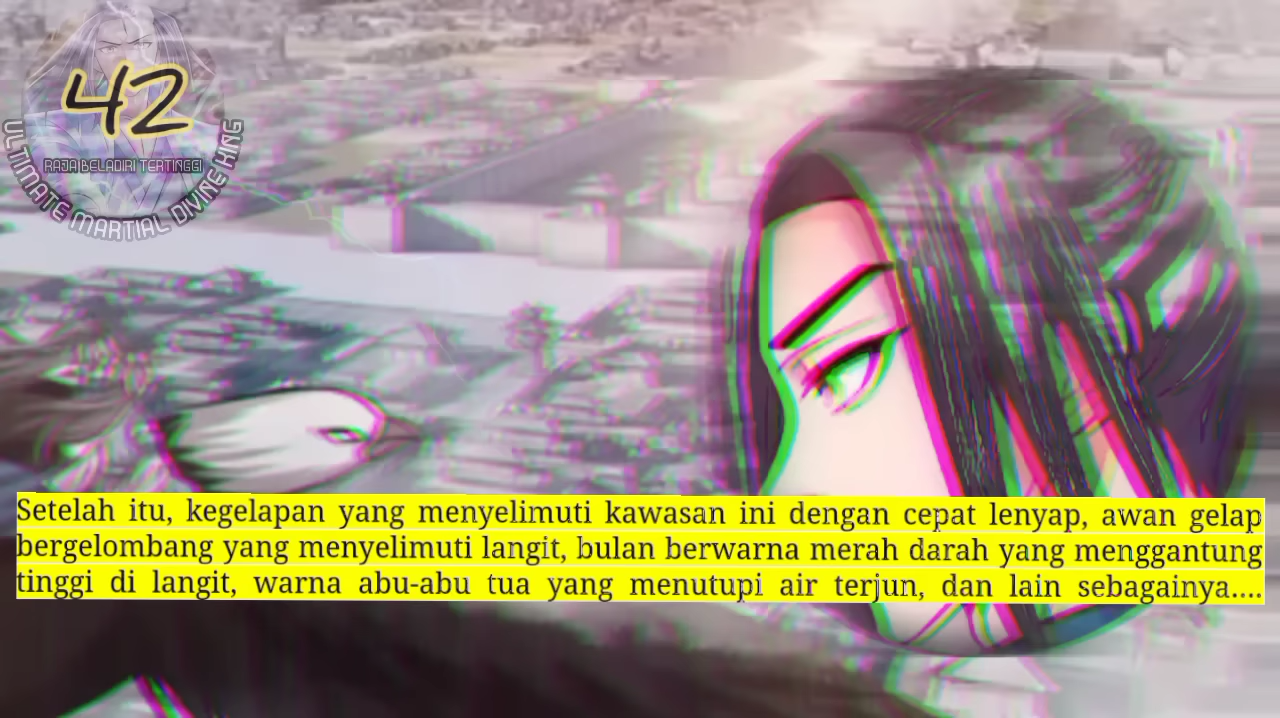 42
RAJA BELADIRI TERTINGGI
ULTIMATE MARTIAL DIVINE KING
Setelah itu, kegelapan yang menyelimuti kawasan ini dengan cepat lenyap, awan gelap
bergelombang yang menyelimuti langit, bulan berwarna merah darah yang menggantung
tinggi di langit, warna abu-abu tua yang menutupi air terjun, dan lain sebagainya....